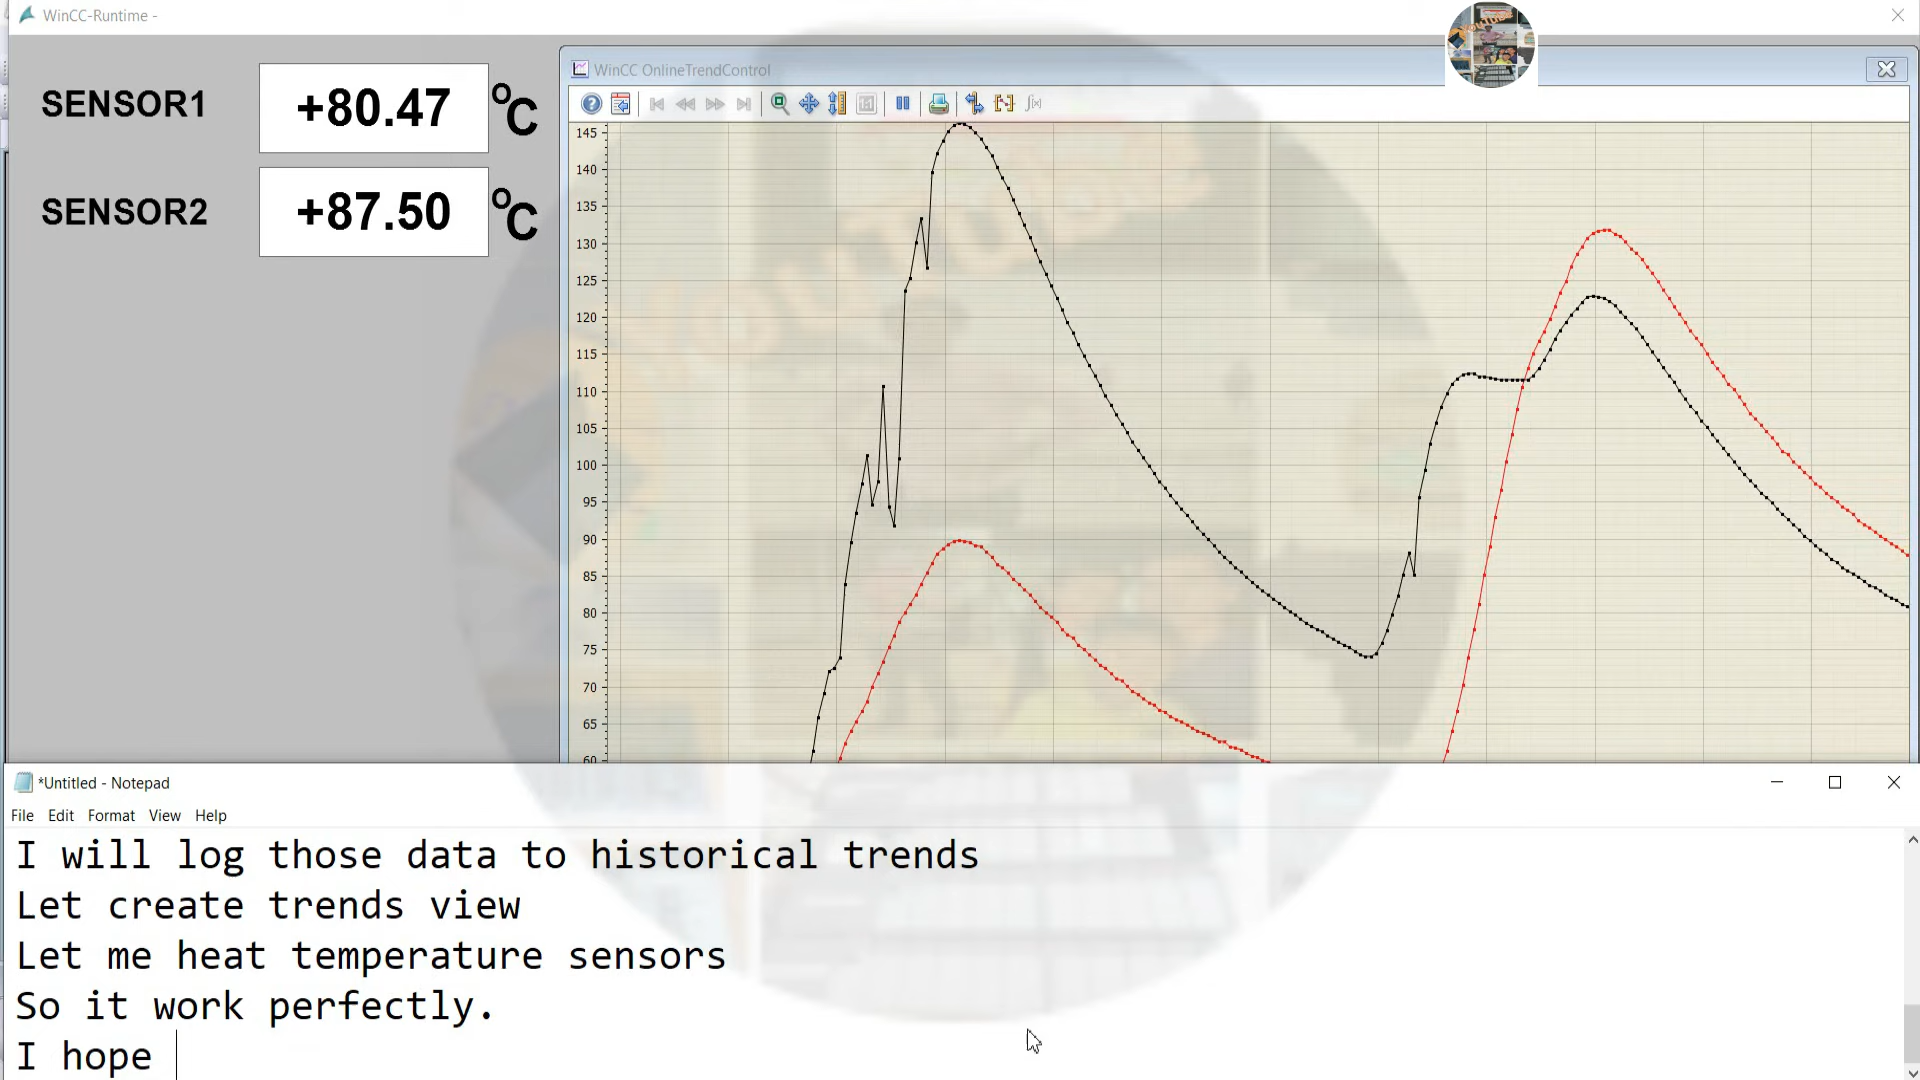 WinCC-Runtime -
SENSOR1
+80.47
°C
SENSOR2
+87.50
°C
WinCC OnlineTrendControl
145
140
135
130
125
120
115
110
105
100
95
90
85
80
75
70
65
60
YouTube
*Untitled - Notepad
File Edit Format View Help
I will log those data to historical trends
Let create trends view
Let me heat temperature sensors
So it work perfectly.
I hope